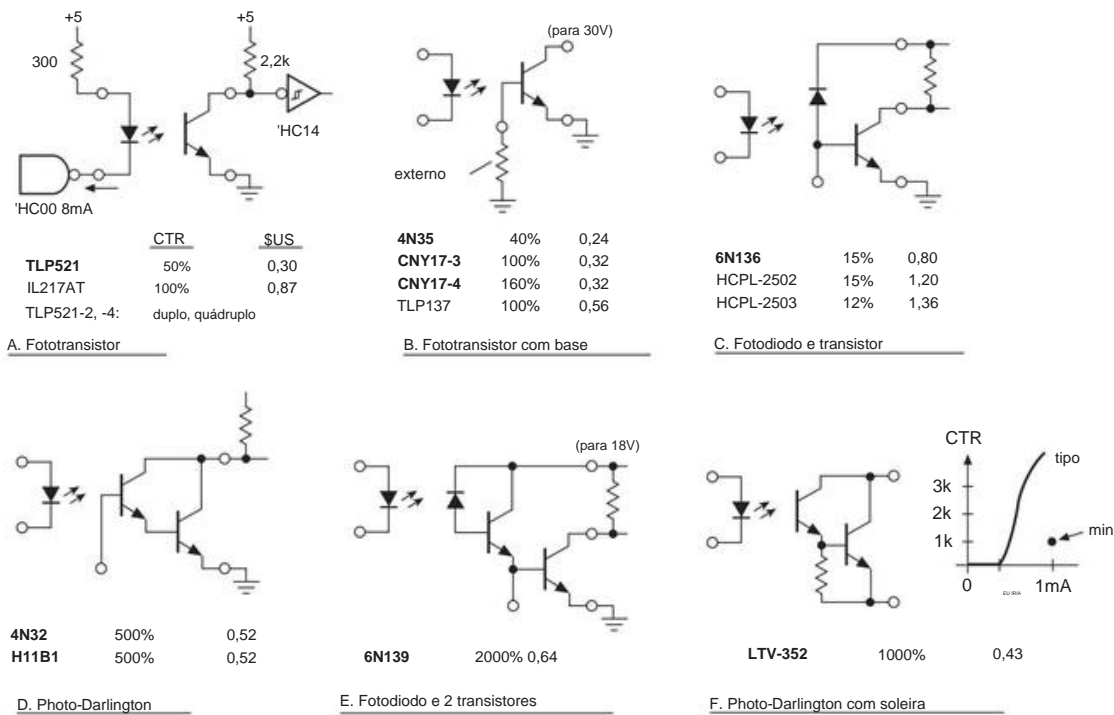 +5
+5
300
2,2k
'HC14
'HC00 8mA
CTR $US
TLP521 50% 0,30
IL217AT 100% 0,87
TLP521-2, -4: duplo, quádruplo
A. Fototransistor
(para 30V)
externo
4N35 40% 0,24
CNY17-3 100% 0,32
CNY17-4 160% 0,32
TLP137 100% 0,56
B. Fototransistor com base
6N136 15% 0,80
HCPL-2502 15% 1,20
HCPL-2503 12% 1,36
C. Fotodiodo e transistor
4N32 500% 0,52
H11B1 500% 0,52
D. Photo-Darlington
(para 18V)
6N139 2000% 0,64
E. Fotodiodo e 2 transistores
CTR
tipo
3k
2k
1k
min
0
EU IRIA
1mA
LTV-352 1000% 0,43
F. Photo-Darlington com soleira